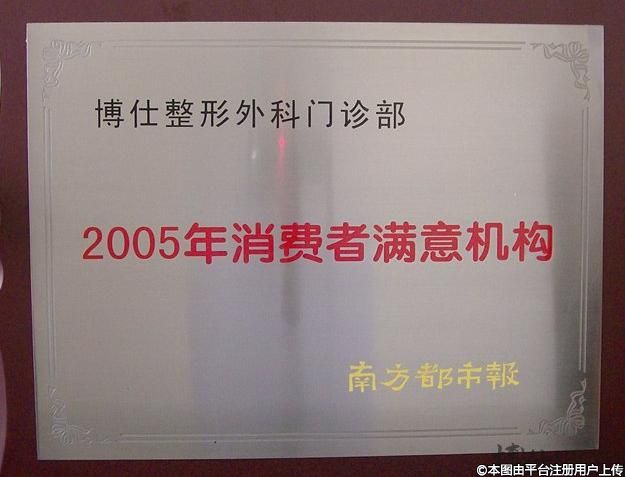 博仕整形外科门诊部
2005年消费者满意机构
南方都市報
©本图由平台注册用户上传